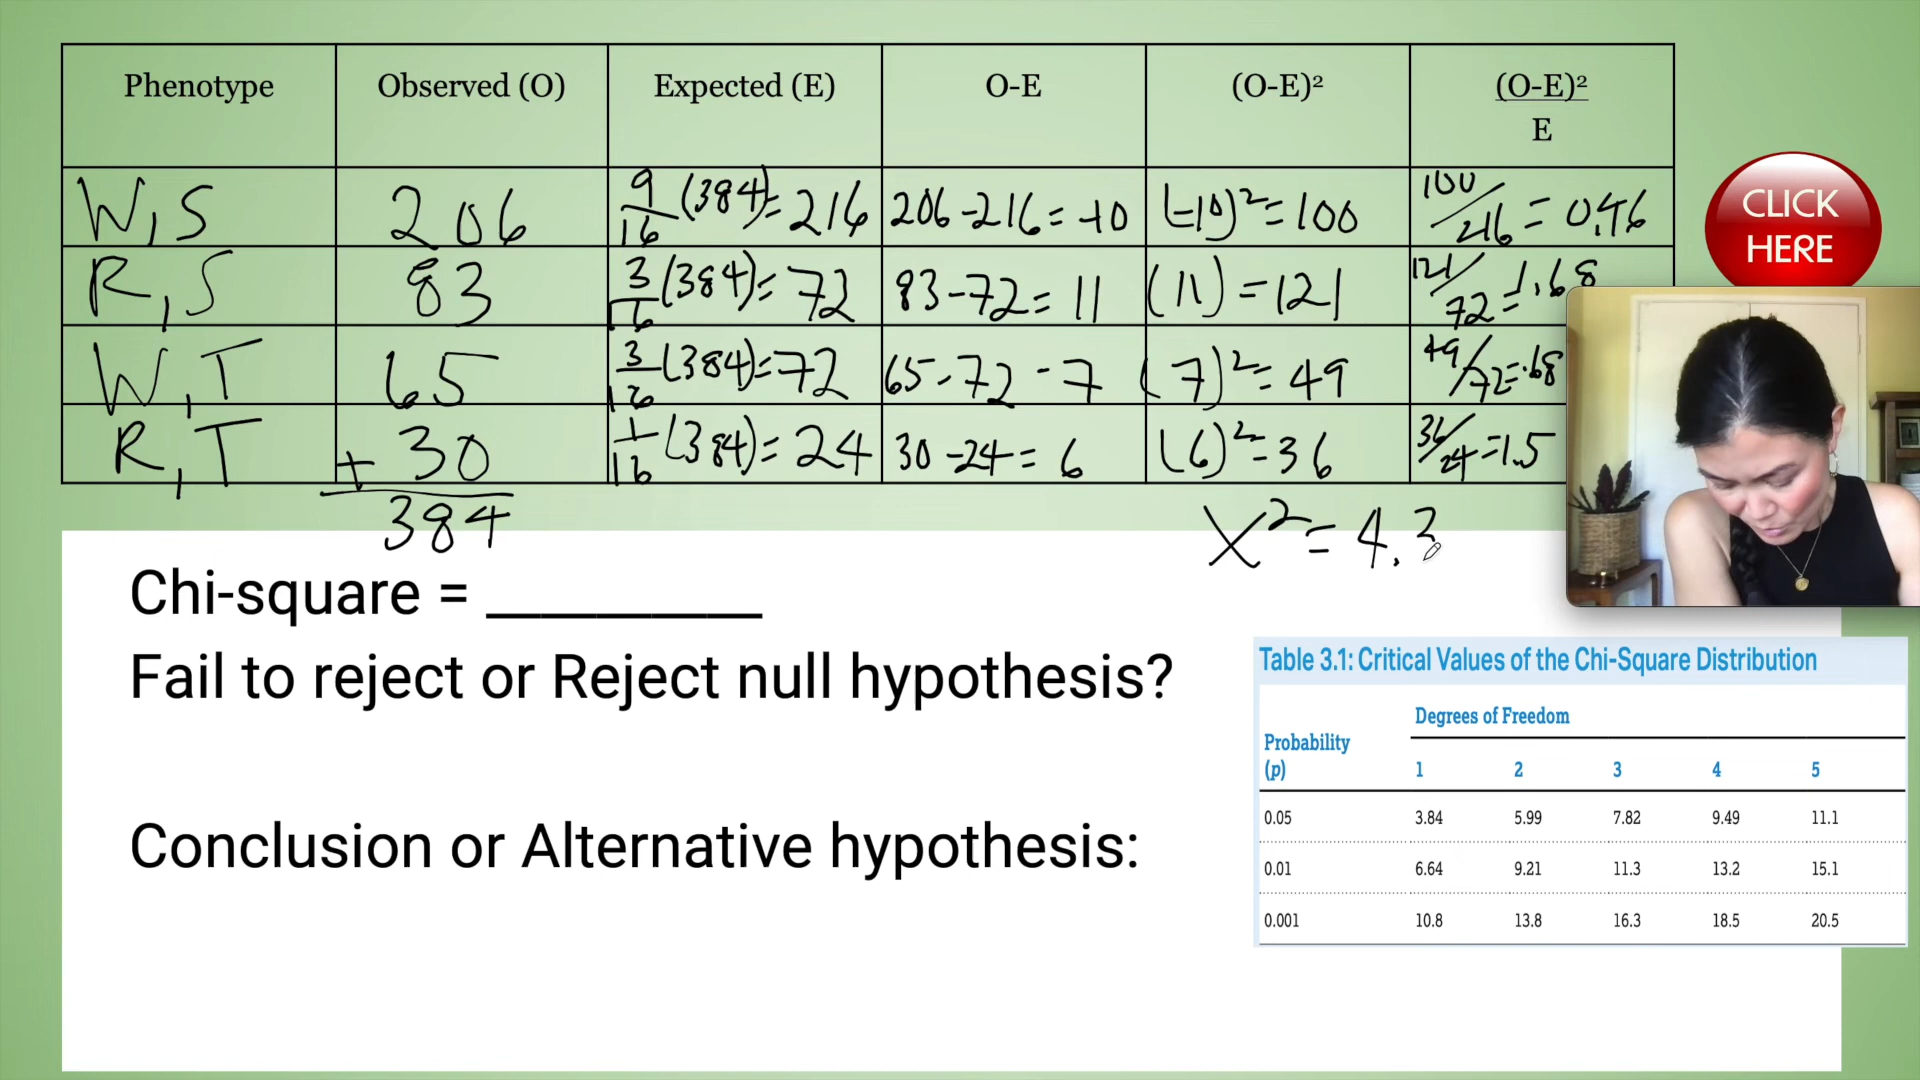 Phenotype Observed (O) Expected (E) O-E (O-E)² (O-E)²
E
W,S 206 9/16 (384)= 216 206-216=-10 (-10)²=100 100/216=0.46
R,S 83 3/16 (384)= 72 83-72=11 (11)=121 121/72=1.68
W,T 65 3/16 (384)=72 65-72-7 (7)²=49 49/72=.68
R,T +30 1/16 (384)=24 30-24=6 (6)²=36 36/24=1.5
384 X²=4.3
CLICK
HERE
Chi-square = __________
Fail to reject or Reject null hypothesis?
Conclusion or Alternative hypothesis:
Table 3.1: Critical Values of the Chi-Square Distribution
Degrees of Freedom
Probability
(p) 1 2 3 4 5
0.05 3.84 5.99 7.82 9.49 11.1
0.01 6.64 9.21 11.3 13.2 15.1
0.001 10.8 13.8 16.3 18.5 20.5